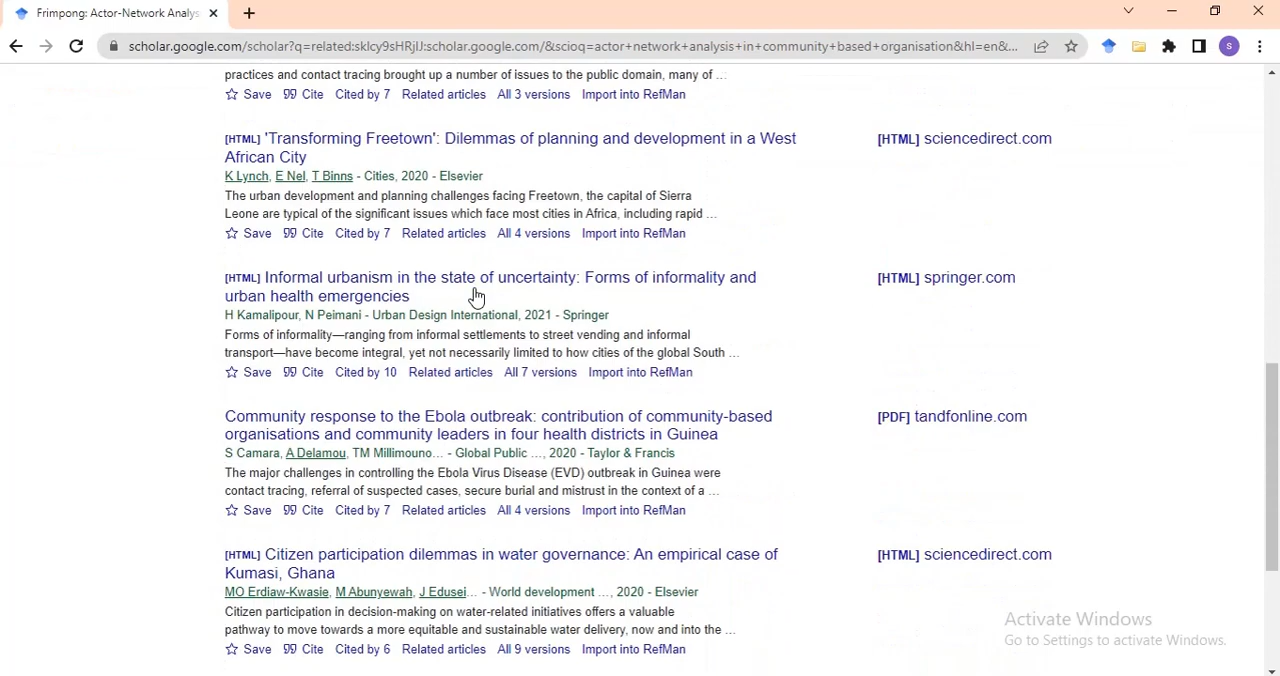 Frimpong: Actor-Network Analys
scholar.google.com/scholar?q=related:sklcy9sHRjIJ:scholar.google.com/&scioq=actor+network+analysis+in+community+based+organisation&hl=en&...
S
practices and contact tracing brought up a number of issues to the public domain, many of ...
Save Cite Cited by 7 Related articles All 3 versions Import into RefMan
[HTML] 'Transforming Freetown': Dilemmas of planning and development in a West
African City
[HTML] sciencedirect.com
K Lynch, E Nel, T Binns - Cities, 2020 - Elsevier
The urban development and planning challenges facing Freetown, the capital of Sierra
Leone are typical of the significant issues which face most cities in Africa, including rapid ...
Save Cite Cited by 7 Related articles All 4 versions Import into RefMan
[HTML] Informal urbanism in the state of uncertainty: Forms of informality and
urban health emergencies
[HTML] springer.com
H Kamalipour, N Peimani - Urban Design International, 2021 - Springer
Forms of informality—ranging from informal settlements to street vending and informal
transport—have become integral, yet not necessarily limited to how cities of the global South ...
Save Cite Cited by 10 Related articles All 7 versions Import into RefMan
Community response to the Ebola outbreak: contribution of community-based
organisations and community leaders in four health districts in Guinea
[PDF] tandfonline.com
S Camara, A Delamou, TM Millimouno... - Global Public ..., 2020 - Taylor & Francis
The major challenges in controlling the Ebola Virus Disease (EVD) outbreak in Guinea were
contact tracing, referral of suspected cases, secure burial and mistrust in the context of a ...
Save Cite Cited by 7 Related articles All 4 versions Import into RefMan
[HTML] Citizen participation dilemmas in water governance: An empirical case of
Kumasi, Ghana
[HTML] sciencedirect.com
MO Erdiaw-Kwasie, M Abunyewah, J Edusei... - World development ..., 2020 - Elsevier
Citizen participation in decision-making on water-related initiatives offers a valuable
pathway to move towards a more equitable and sustainable water delivery, now and into the ...
Save Cite Cited by 6 Related articles All 9 versions Import into RefMan
Activate Windows
Go to Settings to activate Windows.